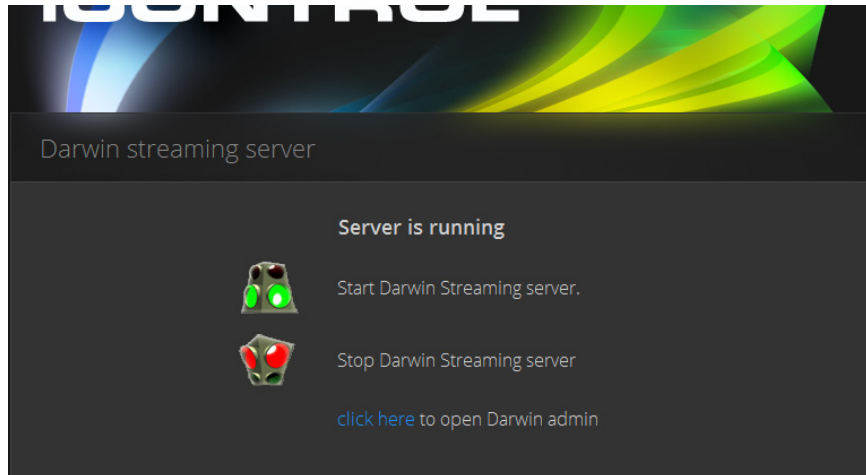 ICONTROL
Darwin streaming server
Server is running
Start Darwin Streaming server.
Stop Darwin Streaming server
click here to open Darwin admin